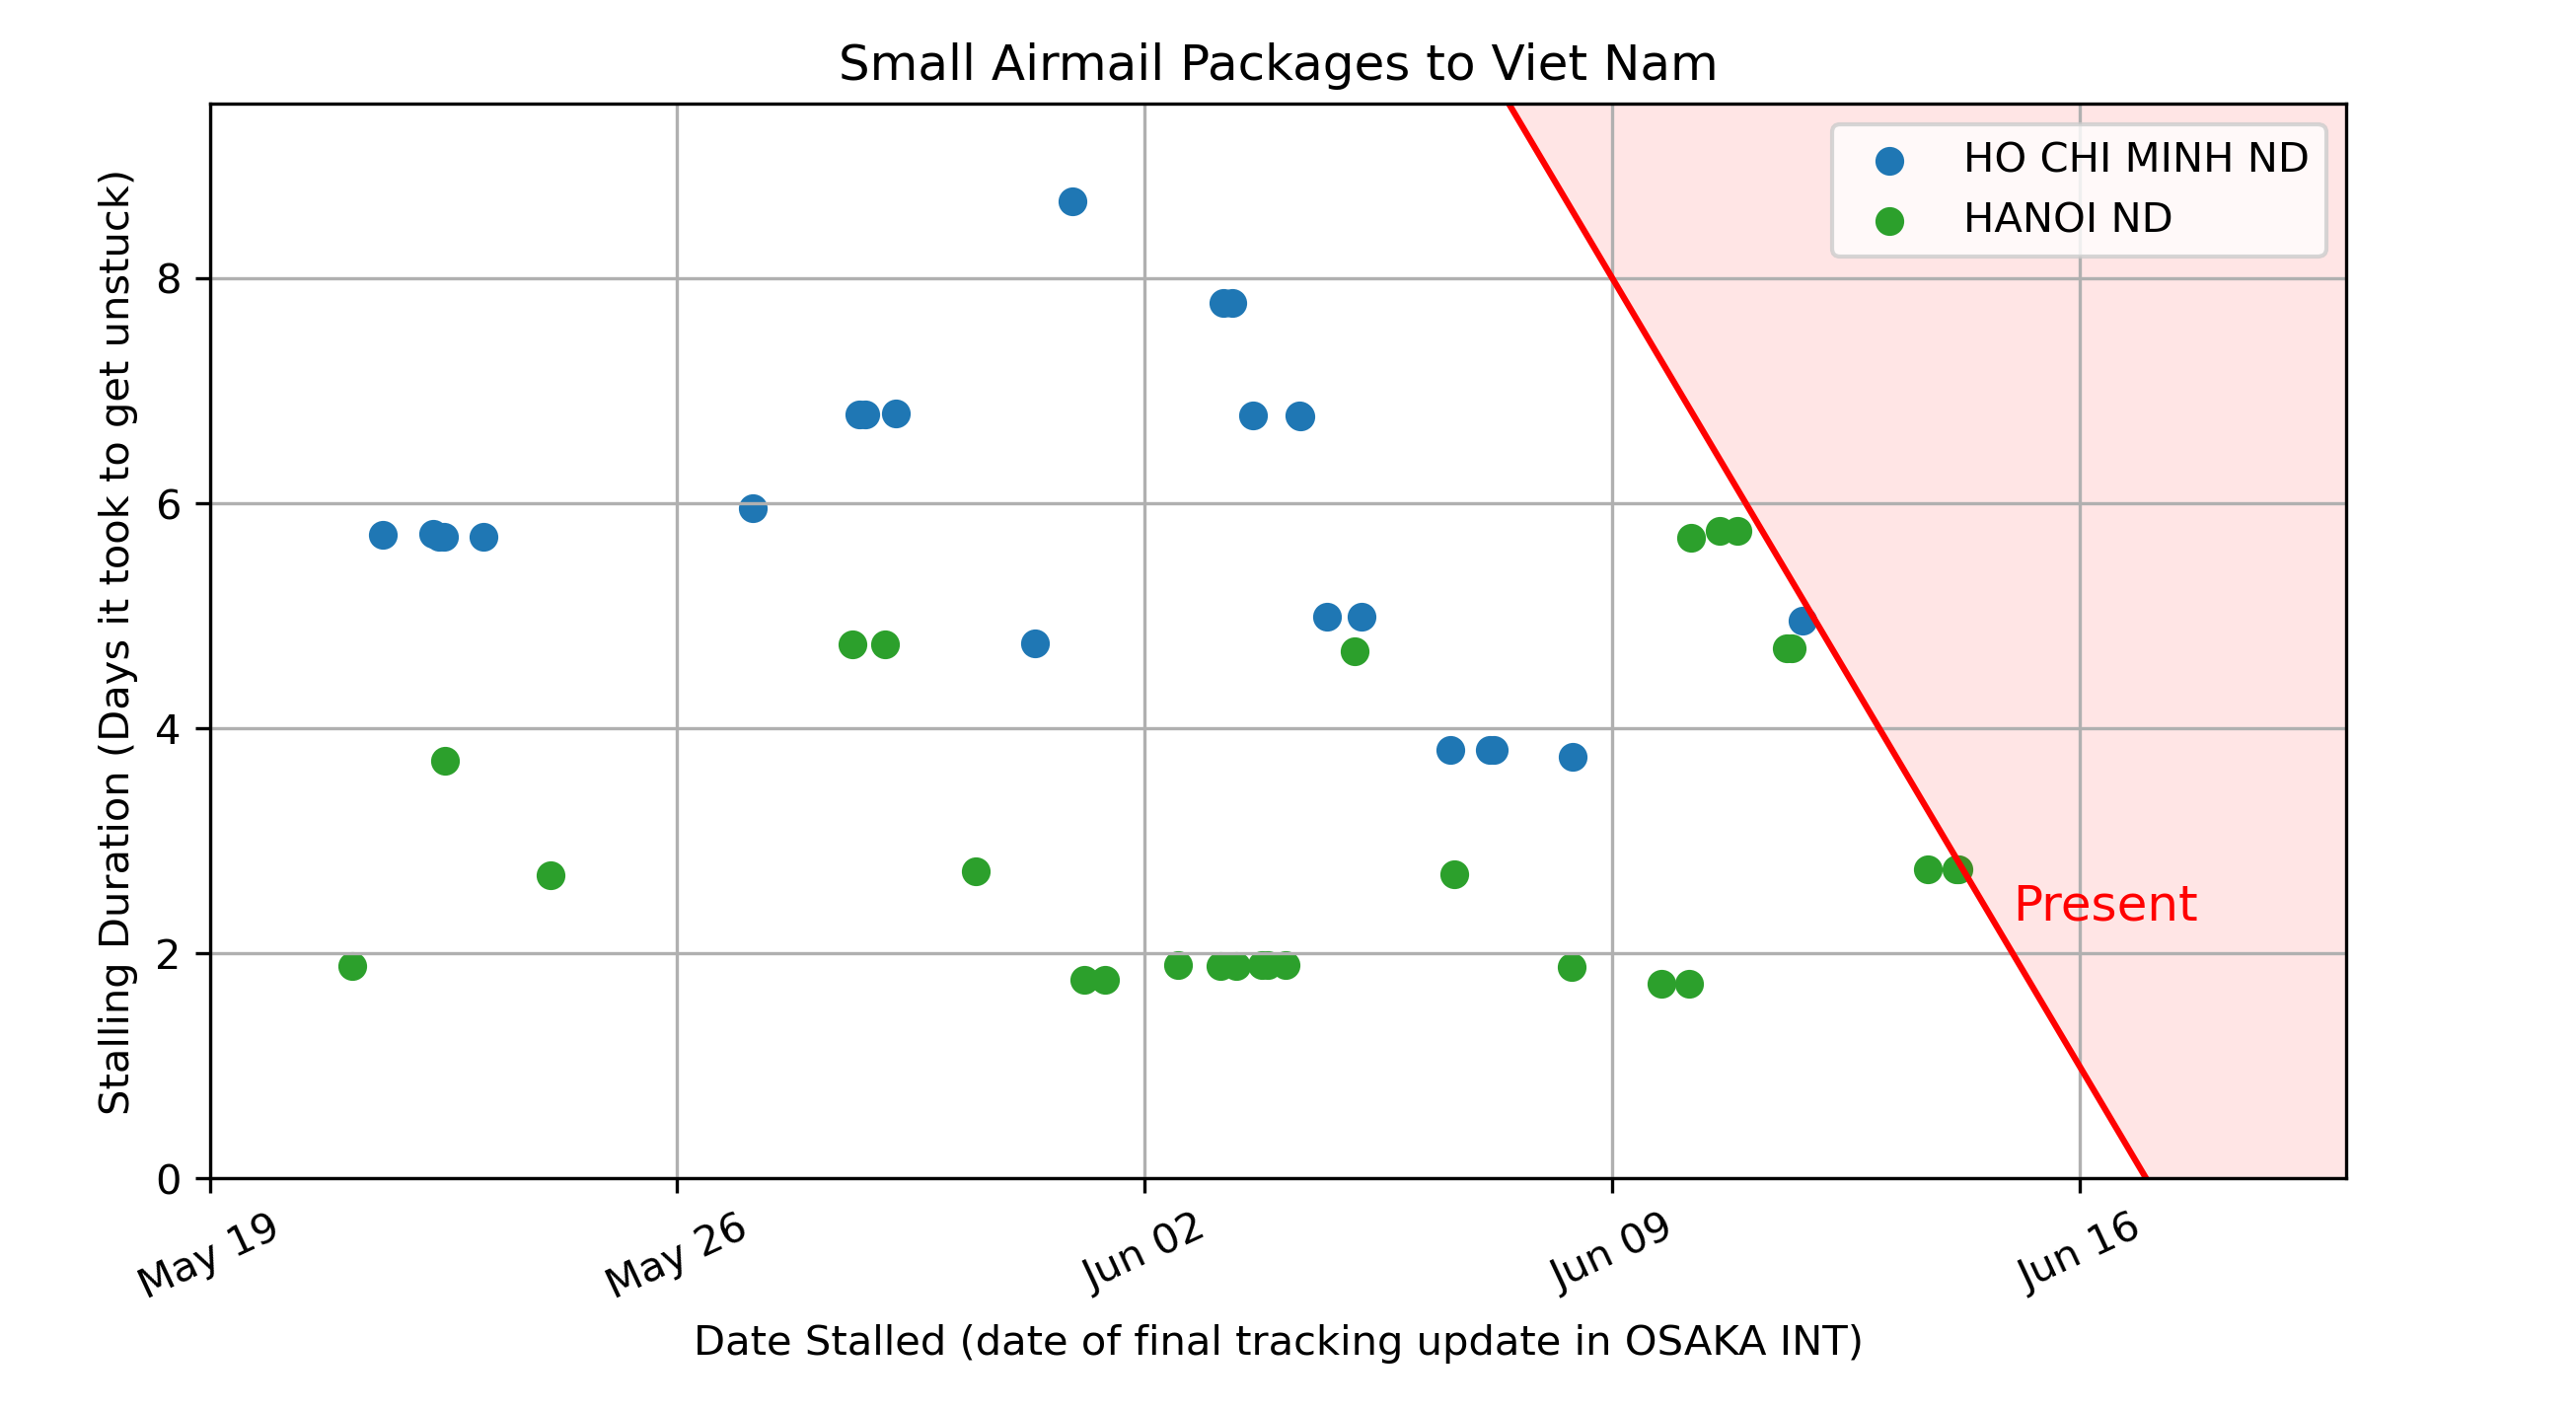 Small Airmail Packages to Viet Nam
HO CHI MINH ND
HANOI ND
Stalling Duration (Days it took to get unstuck)
8
6
4
2
0
Present
May 19
May 26
Jun 02
Jun 09
Jun 16
Date Stalled (date of final tracking update in OSAKA INT)